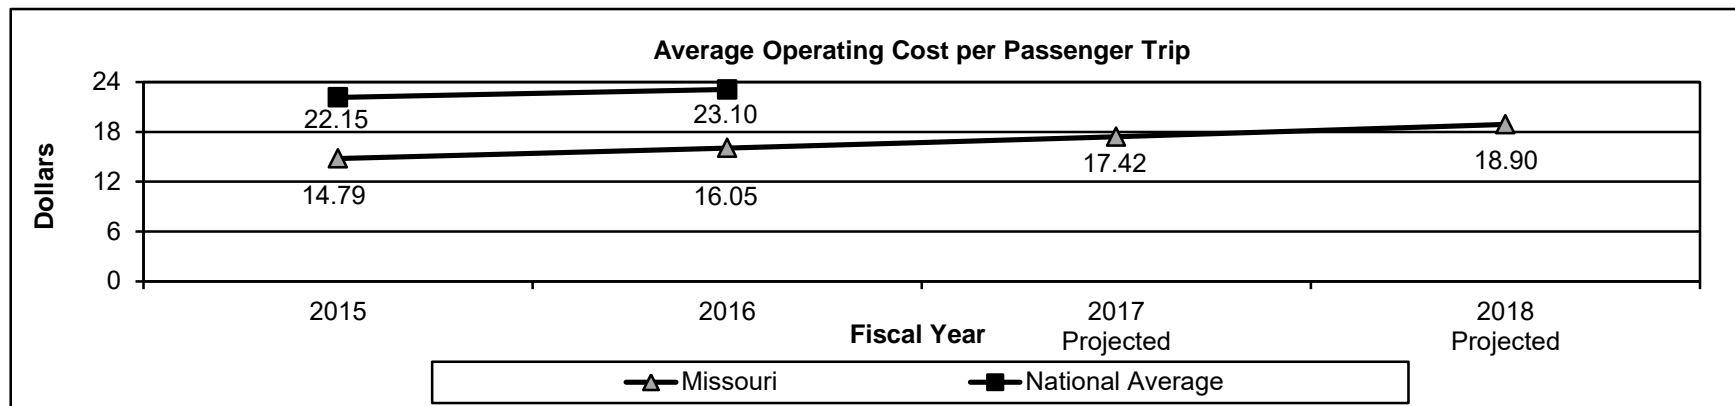 Average Operating Cost per Passenger Trip
24
18
12
6
0
Dollars
22.15
23.10
14.79
16.05
17.42
18.90
2015
2016
2017
2018
Projected
Projected
Fiscal Year
Missouri
National Average